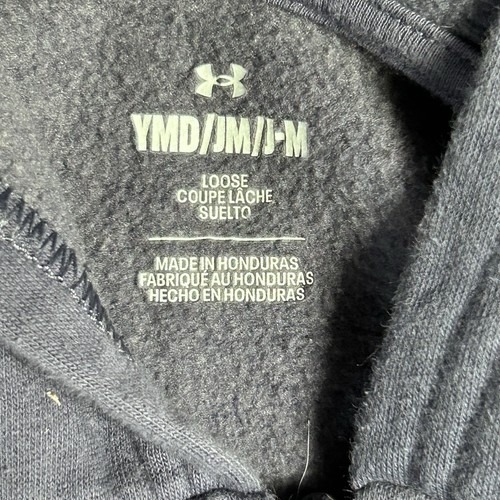 YMD/JM/J-M
LOOSE
COUPE LÂCHE
SUELTO
MADE IN HONDURAS
FABRIQUÉ AU HONDURAS
HECHO EN HONDURAS